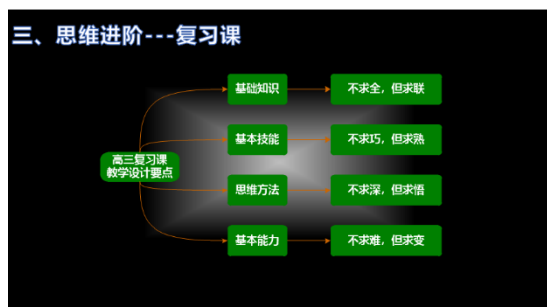 三、思维进阶---复习课
高三复习课
教学设计要点
基础知识
不求全，但求联
基本技能
不求巧，但求熟
思维方法
不求深，但求悟
基本能力
不求难，但求变